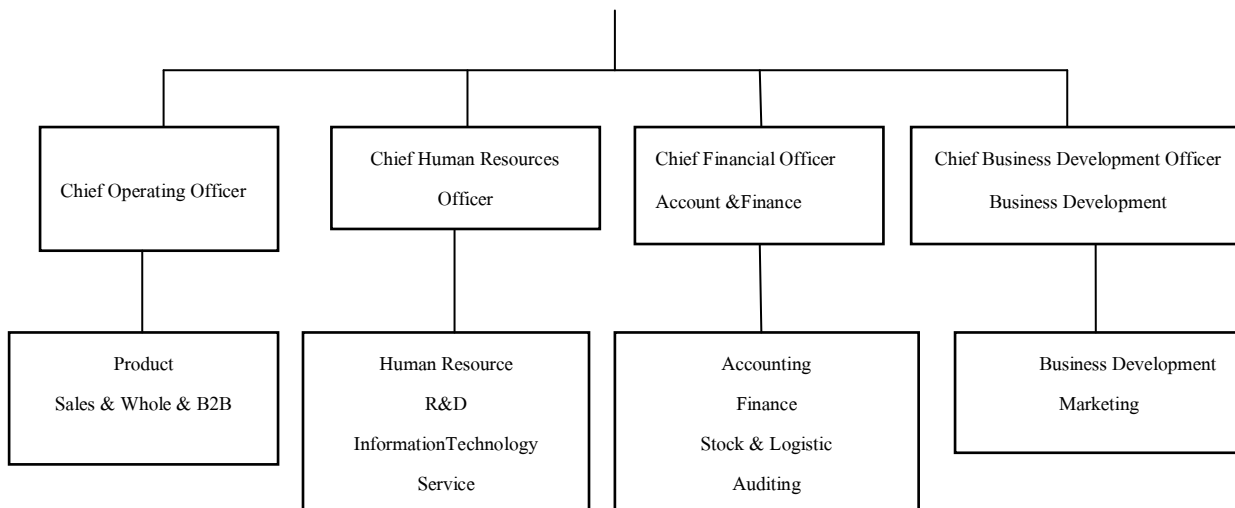 Chief Operating Officer
Chief Human Resources
Officer
Chief Financial Officer
Account &Finance
Chief Business Development Officer
Business Development
Product
Sales & Whole & B2B
Human Resource
R&D
InformationTechnology
Service
Accounting
Finance
Stock & Logistic
Auditing
Business Development
Marketing